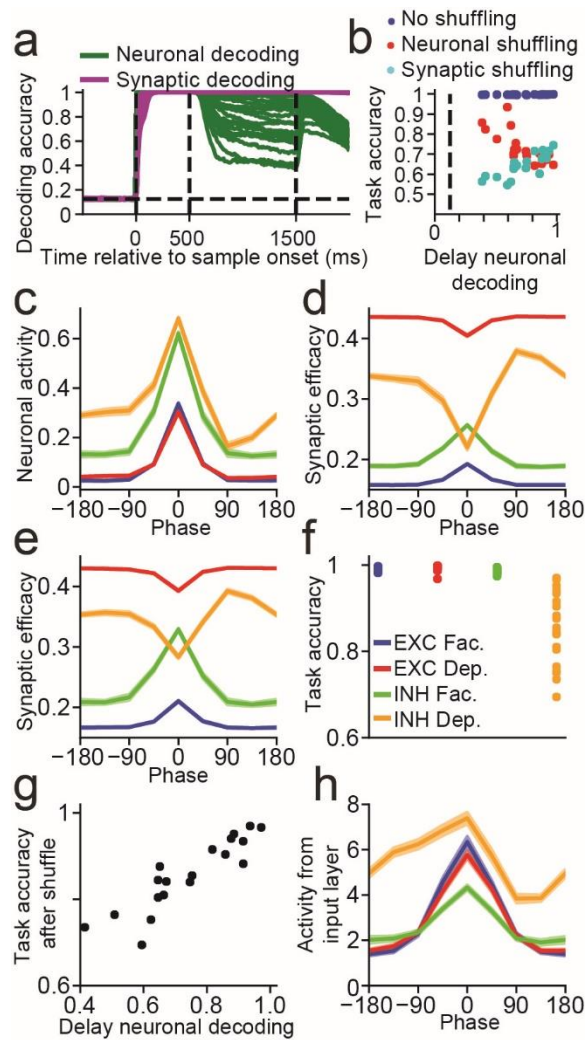 a
Neuronal decoding
Synaptic decoding
Decoding accuracy
1
0.8
0.6
0.4
0.2
0
0
500
1500
Time relative to sample onset (ms)
b
No shuffling
Neuronal shuffling
Synaptic shuffling
Task accuracy
1
0.9
0.8
0.7
0.6
0.5
0
1
Delay neuronal
decoding
c
Neuronal activity
0.6
0.4
0.2
0
−180
−90
0
90
180
Phase
d
Synaptic efficacy
0.4
0.3
0.2
−180
−90
0
90
180
Phase
e
Synaptic efficacy
0.4
0.3
0.2
-180
-90
0
90
180
Phase
f
Task accuracy
1
0.9
0.8
0.6
EXC Fac.
EXC Dep.
INH Fac.
INH Dep.
g
Task accuracy
after shuffle
1
0.6
0.4
0.6
0.8
1.0
Delay neuronal decoding
h
Activity from
input layer
8
6
4
2
0
−180
−90
0
90
180
Phase